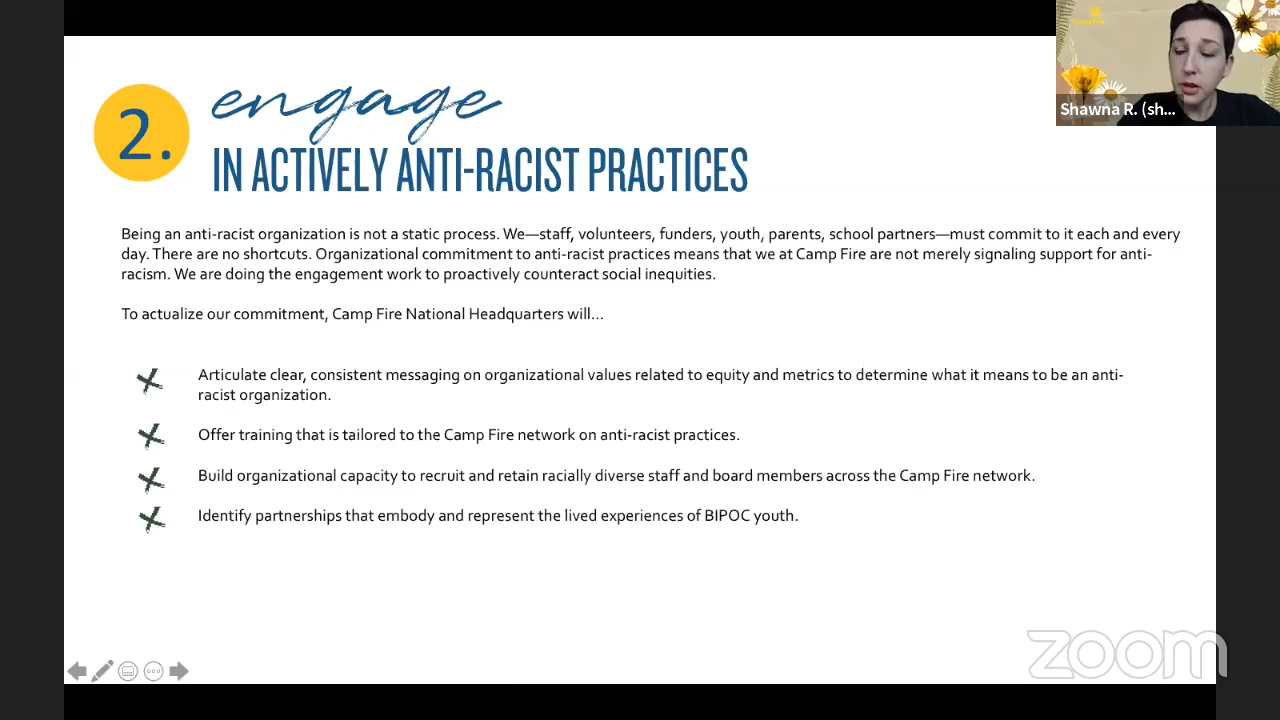 2.
engage
IN ACTIVELY ANTI-RACIST PRACTICES
Shawna R. (sh...
Being an anti-racist organization is not a static process. We—staff, volunteers, funders, youth, parents, school partners—must commit to it each and every
day. There are no shortcuts. Organizational commitment to anti-racist practices means that we at Camp Fire are not merely signaling support for anti-
racism. We are doing the engagement work to proactively counteract social inequities.
To actualize our commitment, Camp Fire National Headquarters will…
Articulate clear, consistent messaging on organizational values related to equity and metrics to determine what it means to be an anti-
racist organization.
Offer training that is tailored to the Camp Fire network on anti-racist practices.
Build organizational capacity to recruit and retain racially diverse staff and board members across the Camp Fire network.
Identify partnerships that embody and represent the lived experiences of BIPOC youth.
zoom